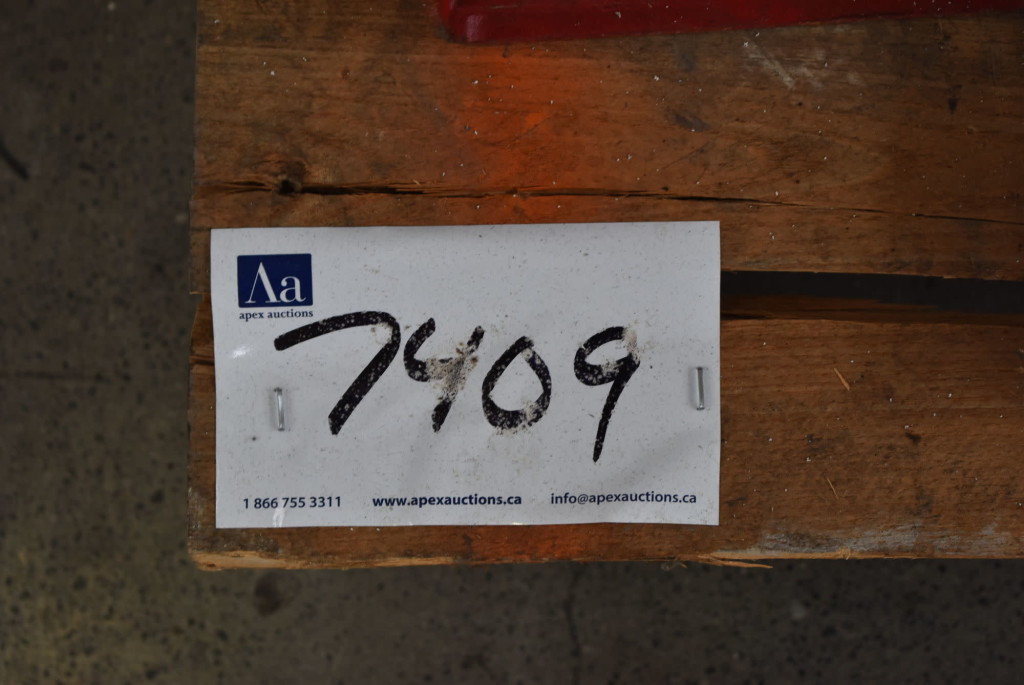 Aa
apex auctions
7409
1 866 755 3311 www.apexauctions.ca info@apexauctions.ca